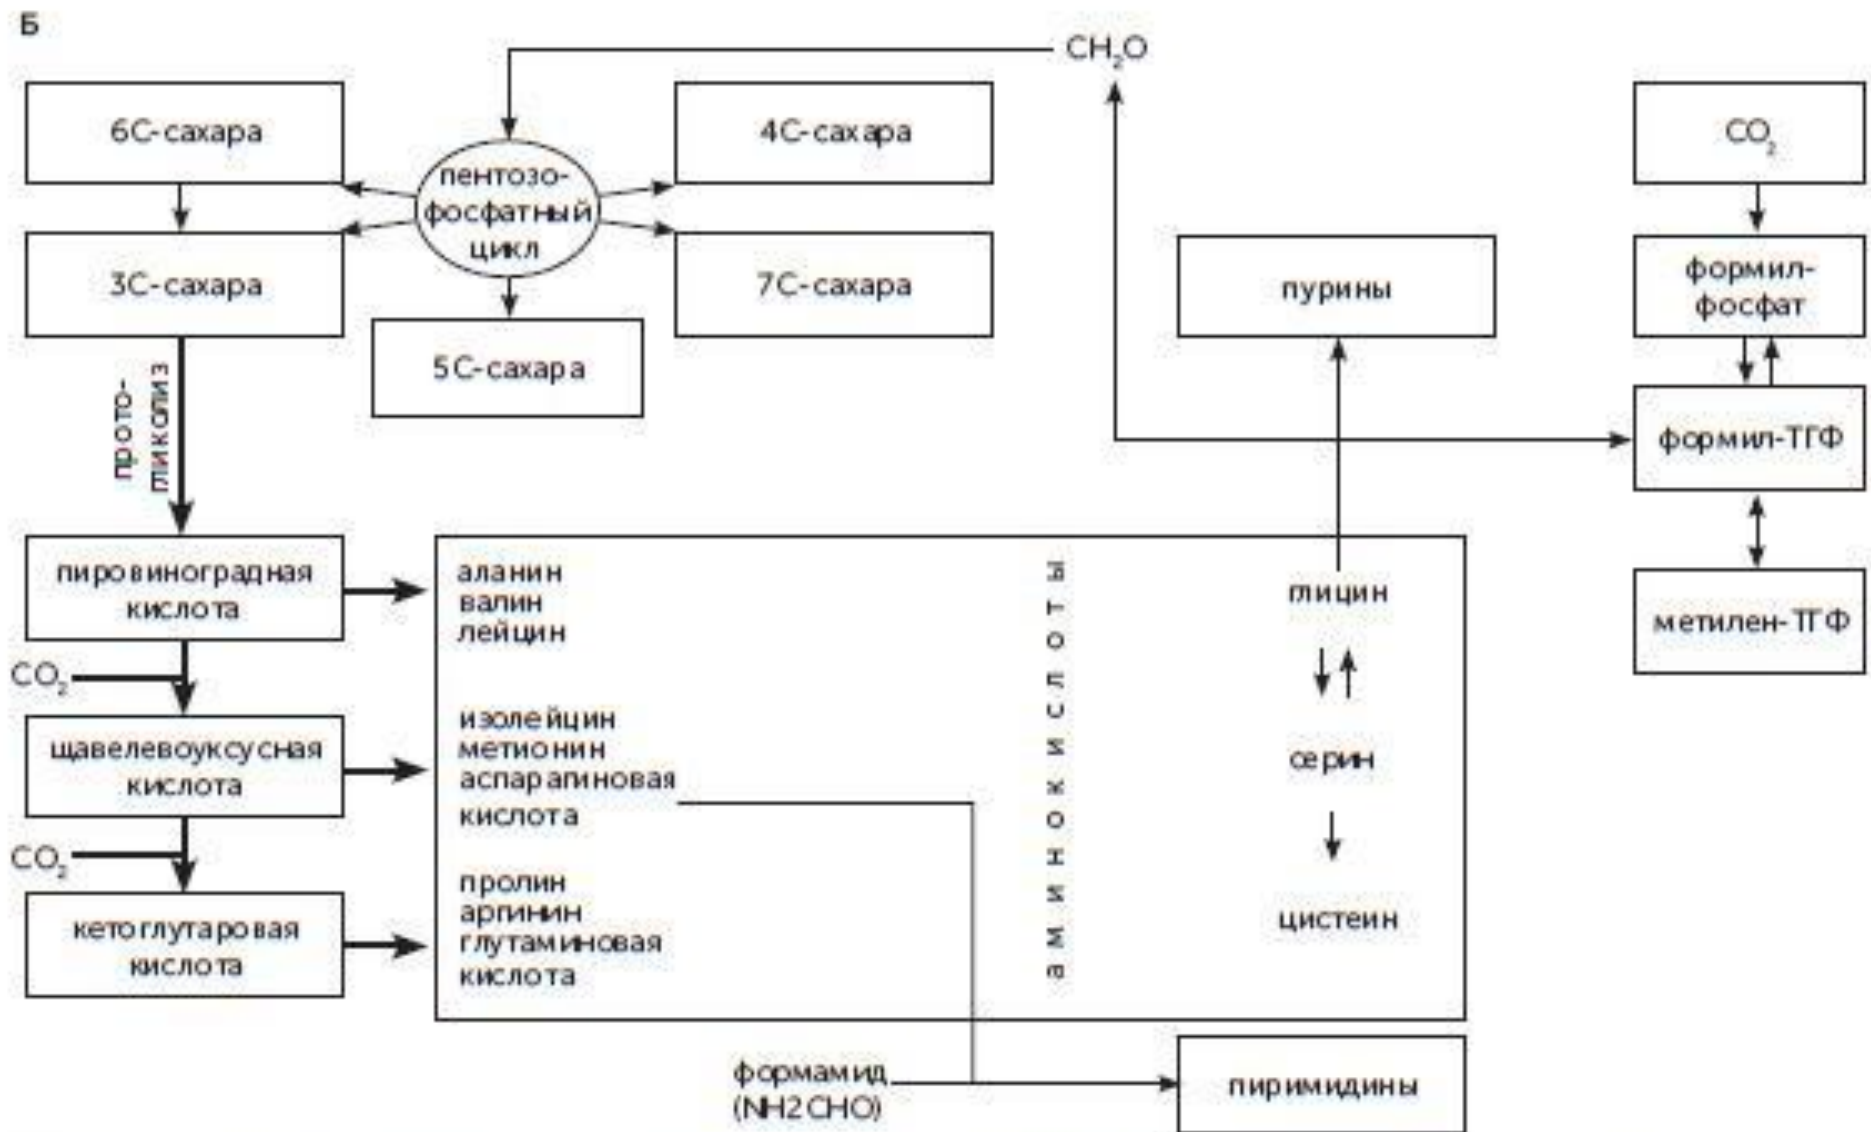 Б
CH₂O
6С-сахара
4С-сахара
CO₂
пентозо-
фосфатный
цикл
3С-сахара
7С-сахара
пурины
формил-
фосфат
5С-сахара
прото-
гликолиз
формил-ТГФ
пировиноградная
кислота
аланин
валин
лейцин
аминокислоты
глицин
метилен-ТГФ
CO₂
щавелевоуксусная
кислота
изолейцин
метионин
аспарагиновая
кислота
серин
CO₂
кетоглутаровая
кислота
пролин
аргинин
глутаминовая
кислота
цистеин
формамид
(NH2CHO)
пиримидины